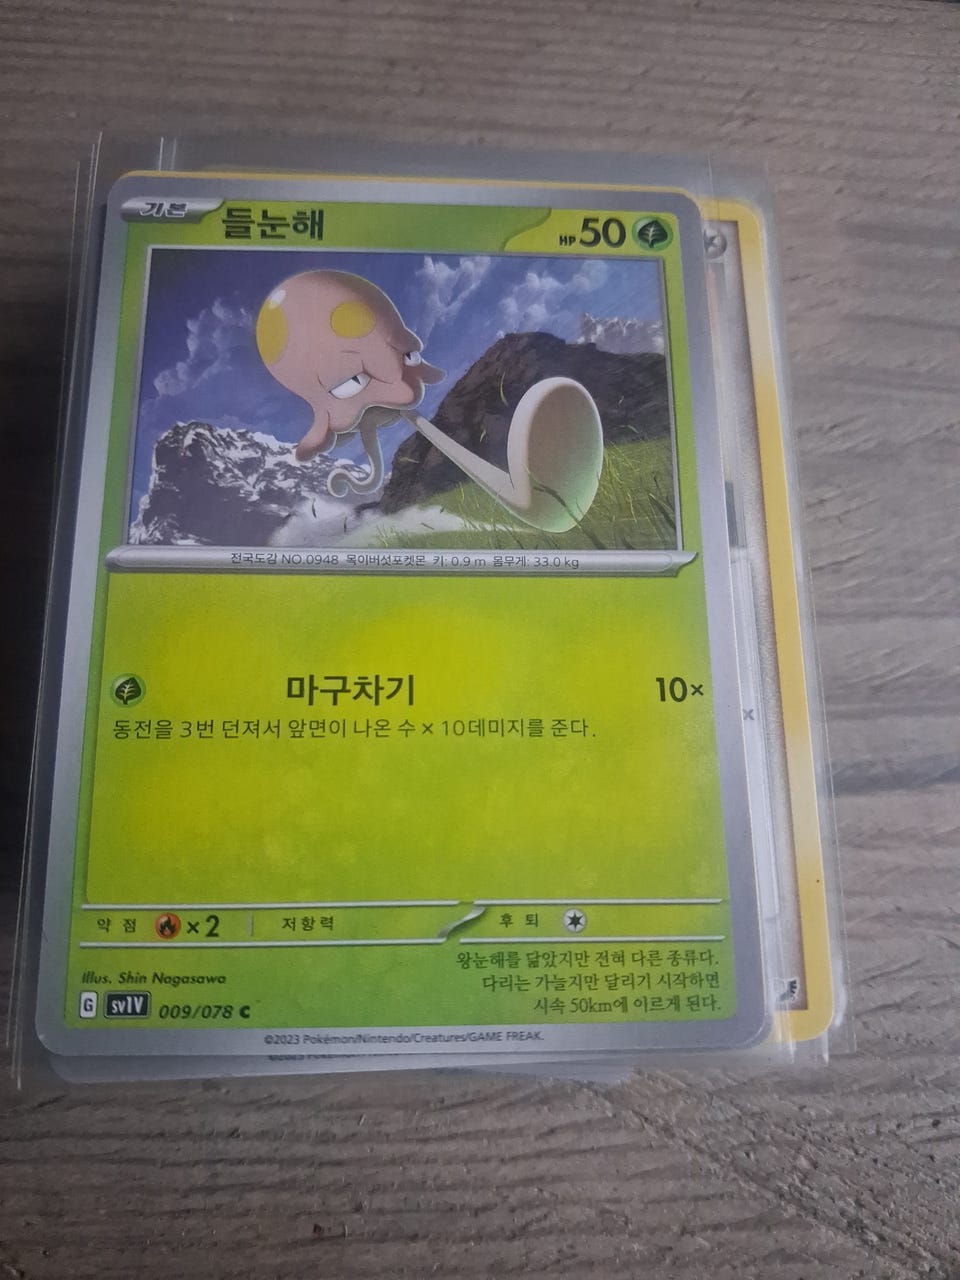 기본 들눈해 HP 50
전국도감 NO.0948 목이버섯포켓몬 키: 0.9 m 몸무게: 33.0 kg
마구차기 10×
동전을 3번 던져서 앞면이 나온 수 × 10데미지를 준다.
약점 ×2 저항력 후퇴
왕눈해를 닮았지만 전혀 다른 종류다.
다리는 가늘지만 달리기 시작하면
시속 50km에 이르게 된다.
Illus. Shin Nagasawa
G sv1V 009/078 C
©2023 Pokémon/Nintendo/Creatures/GAME FREAK.
×